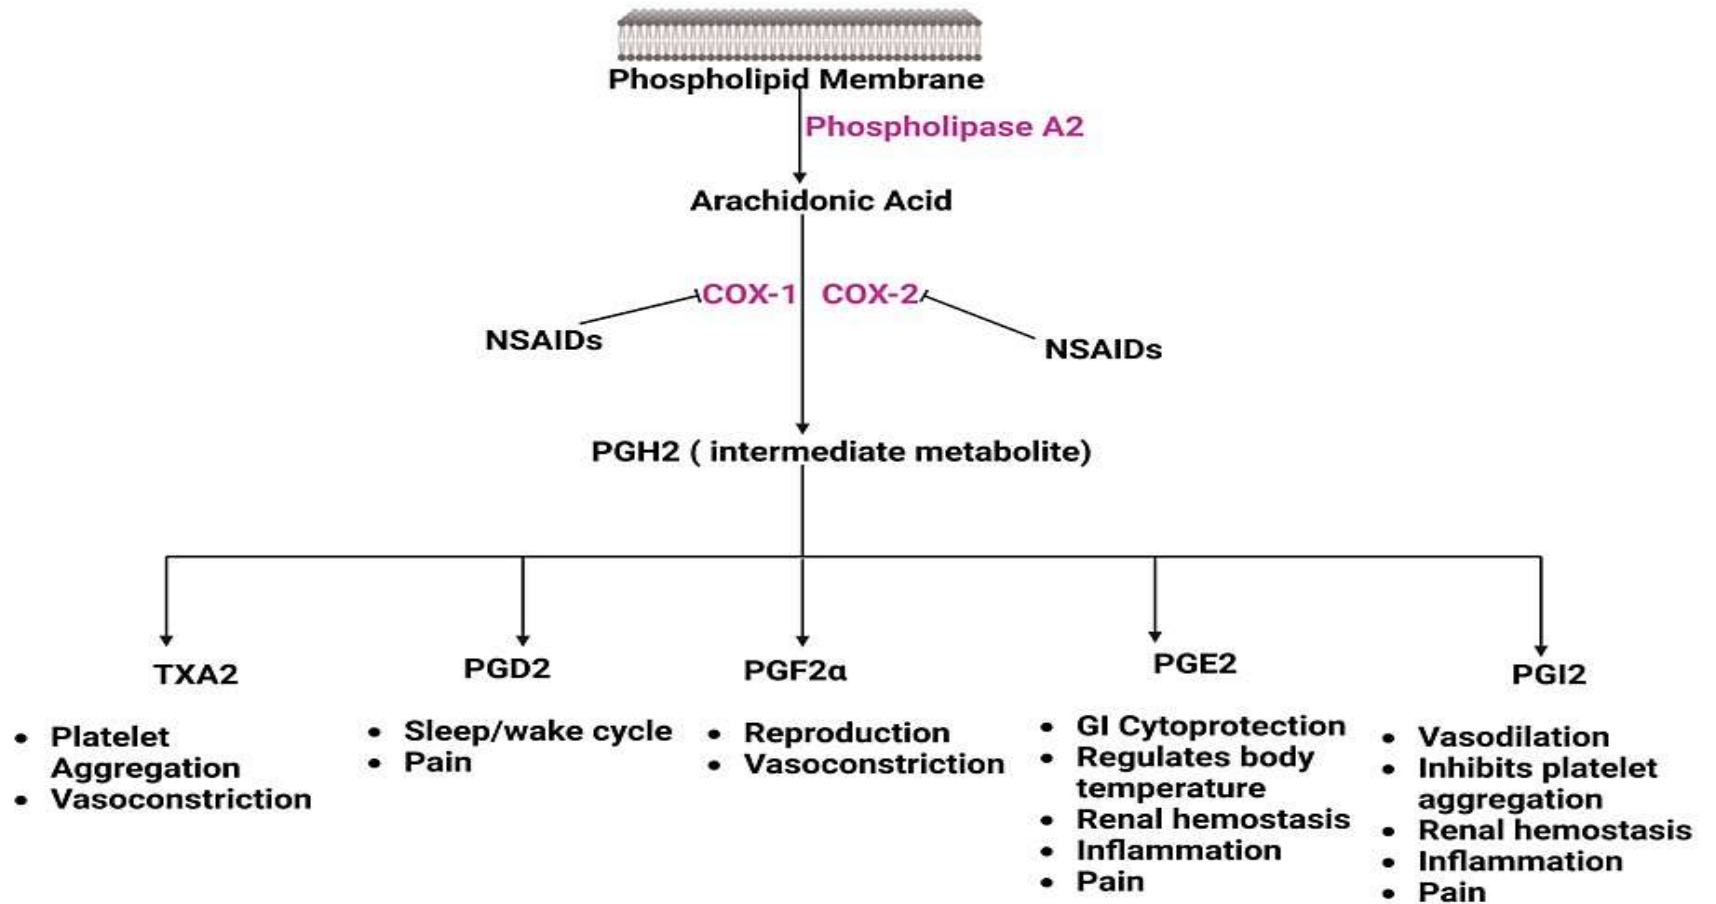 Phospholipid Membrane
Phospholipase A2
Arachidonic Acid
COX-1 COX-2
NSAIDs
NSAIDs
PGH2 ( intermediate metabolite)
TXA2
• Platelet
Aggregation
• Vasoconstriction
PGD2
• Sleep/wake cycle
• Pain
PGF2α
• Reproduction
• Vasoconstriction
PGE2
• GI Cytoprotection
• Regulates body
temperature
• Renal hemostasis
• Inflammation
• Pain
PGI2
• Vasodilation
• Inhibits platelet
aggregation
• Renal hemostasis
• Inflammation
• Pain